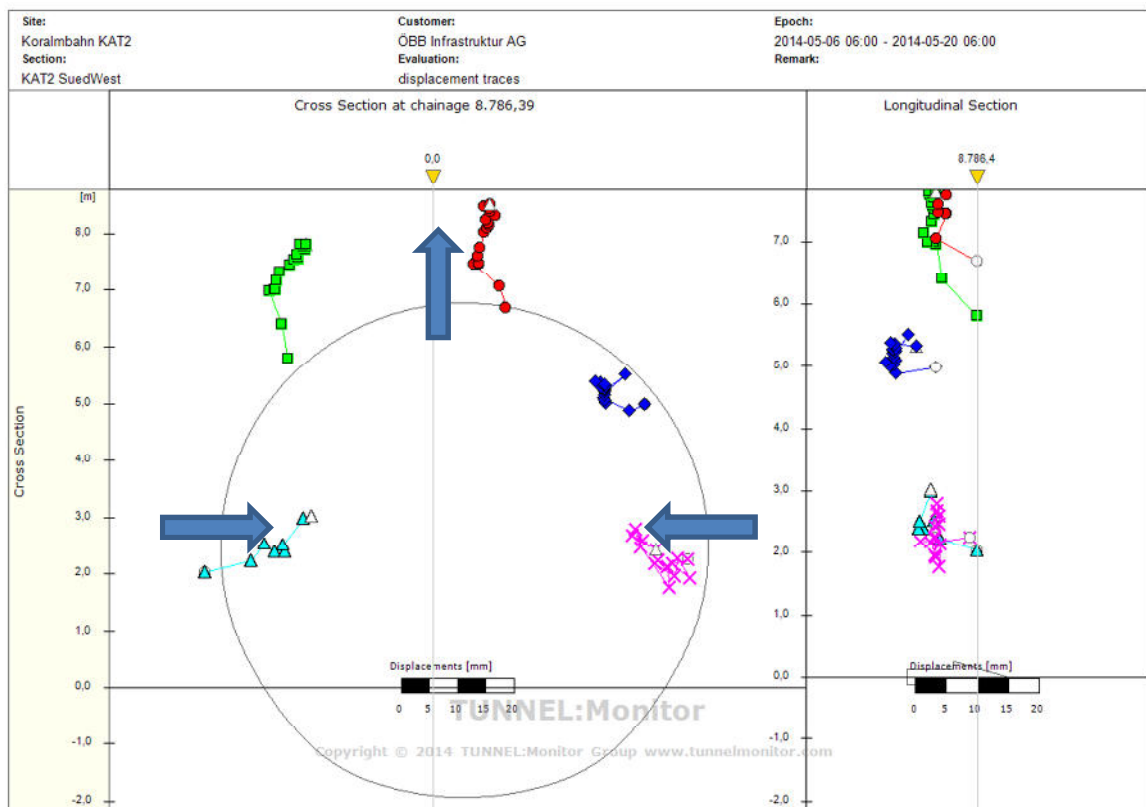 Site: Customer: Epoch:
Koralmbahn KAT2 ÖBB Infrastruktur AG 2014-05-06 06:00 - 2014-05-20 06:00
Section: Evaluation: Remark:
KAT2 SuedWest displacement traces
Cross Section at chainage 8.786,39 Longitudinal Section
0,0 8.786,4
[m]
8,0
7,0 7,0
6,0 6,0
5,0 5,0
4,0 4,0
3,0 3,0
2,0 2,0
1,0 1,0
Cross Section
Displacements [mm] Displacements [mm]
0,0 0,0
0 5 10 15 20 0 5 10 15 20
TUNNEL:Monitor
-1,0 -1,0
Copyright © 2014 TUNNEL:Monitor Group www.tunnelmonitor.com
-2,0 -2,0